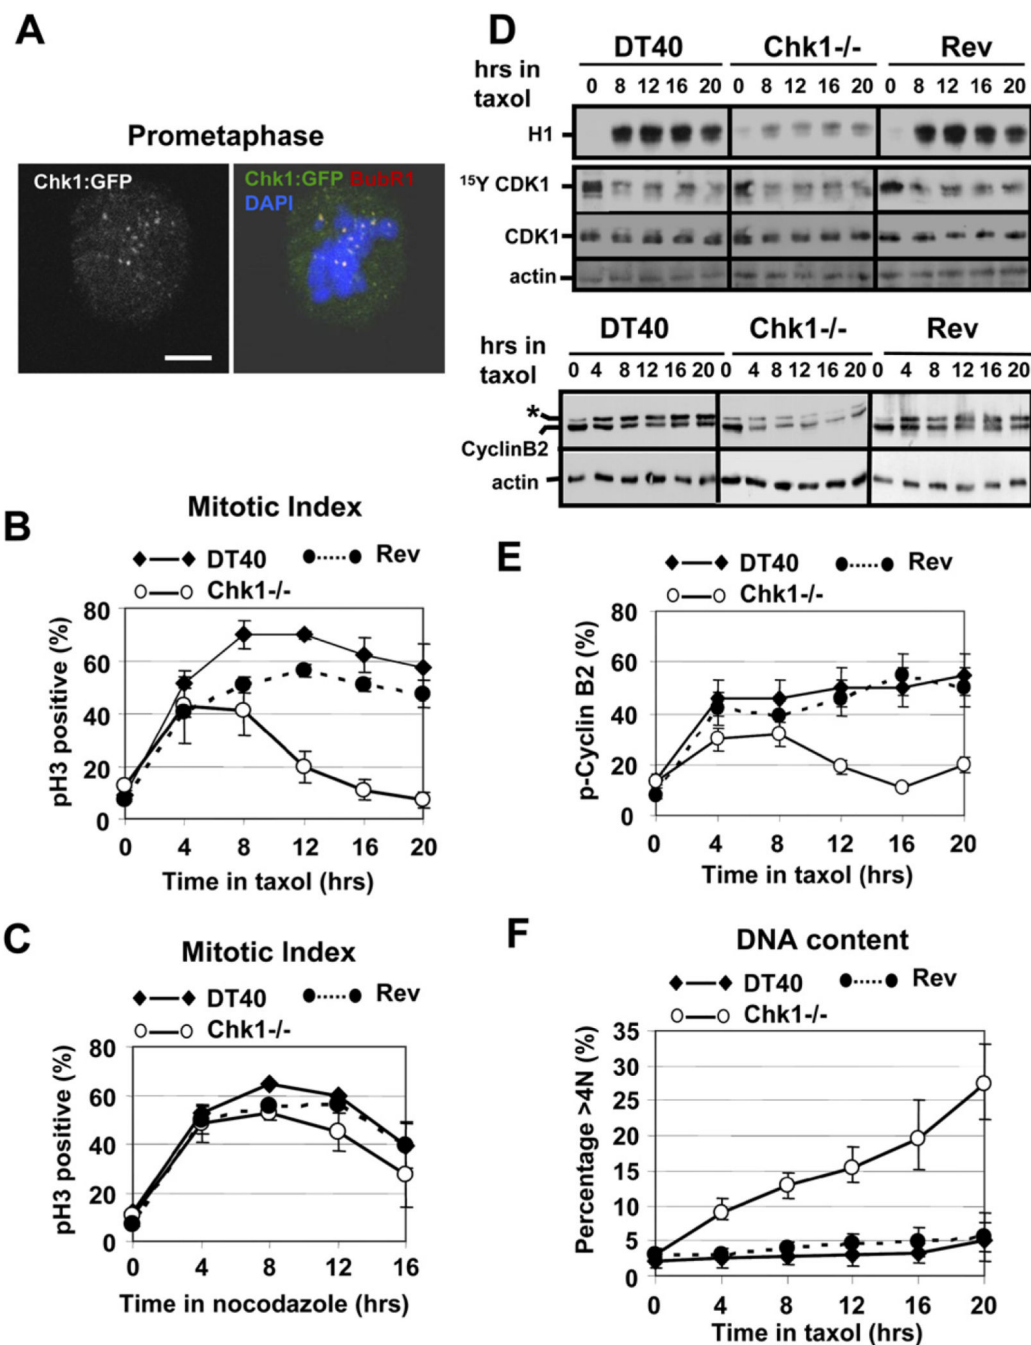 A
Prometaphase
Chk1:GFP
Chk1:GFP BubR1
DAPI
D
DT40 Chk1-/- Rev
hrs in
taxol
0 8 12 16 20 0 8 12 16 20 0 8 12 16 20
H1
15Y CDK1
CDK1
actin
DT40 Chk1-/- Rev
hrs in
taxol
0 4 8 12 16 20 0 4 8 12 16 20 0 4 8 12 16 20
*
CyclinB2
actin
B
Mitotic Index
DT40 Rev
Chk1-/-
pH3 positive (%)
80
60
40
20
0
0 4 8 12 16 20
Time in taxol (hrs)
E
DT40 Rev
Chk1-/-
p-Cyclin B2 (%)
80
60
40
20
0
0 4 8 12 16 20
Time in taxol (hrs)
C
Mitotic Index
DT40 Rev
Chk1-/-
pH3 positive (%)
80
60
40
20
0
0 4 8 12 16
Time in nocodazole (hrs)
F
DNA content
DT40 Rev
Chk1-/-
Percentage >4N
35
30
25
20
15
10
5
0
0 4 8 12 16 20
Time in taxol (hrs)